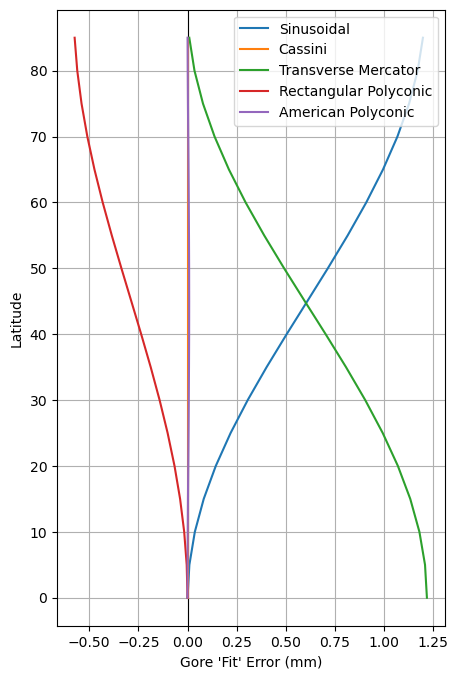 Sinusoidal
Cassini
Transverse Mercator
Rectangular Polyconic
American Polyconic
80
70
60
50
40
30
20
10
0
Latitude
−0.50 −0.25 0.00 0.25 0.50 0.75 1.00 1.25
Gore 'Fit' Error (mm)